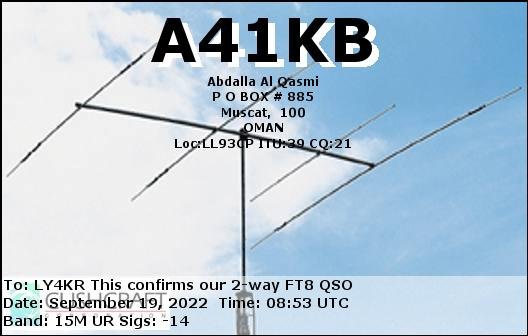 A41KB
Abdalla Al Qasmi
P O BOX # 885
Muscat,  100
OMAN
Loc:LL93CP ITU:39 CQ:21
To: LY4KR This confirms our 2-way FT8 QSO
Date: September 19, 2022  Time: 08:53 UTC
Band: 15M UR Sigs: -14
CUSHCRAFT